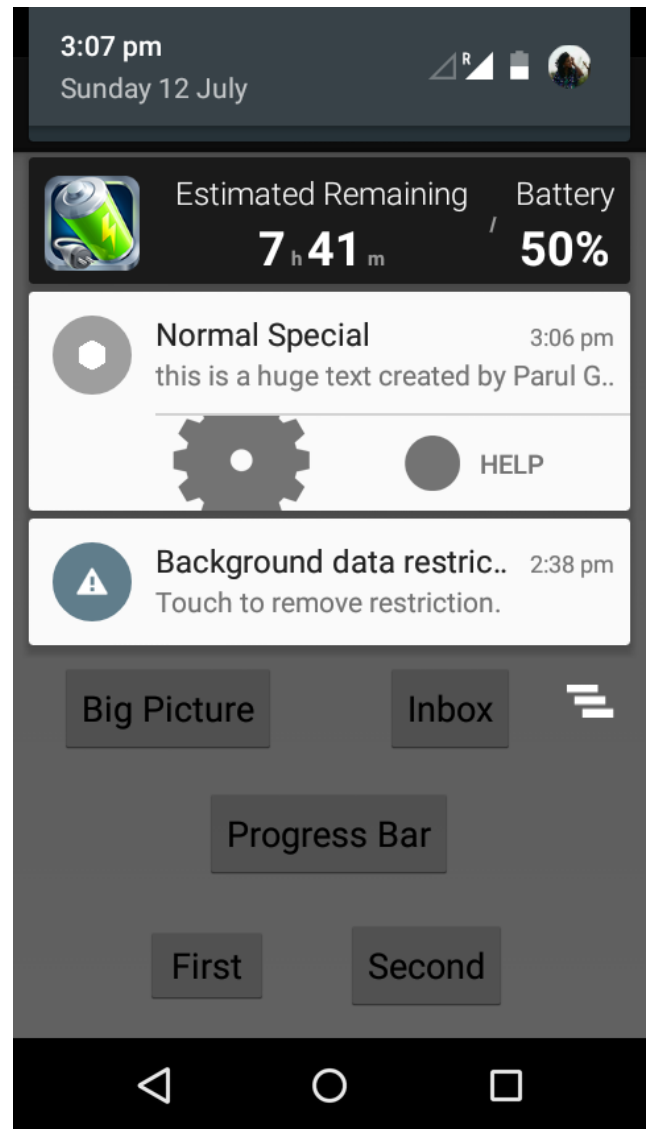 3:07 pm
Sunday 12 July
R
Estimated Remaining / Battery
7 h 41 m 50%
Normal Special 3:06 pm
this is a huge text created by Parul G..
HELP
Background data restric.. 2:38 pm
Touch to remove restriction.
Big Picture Inbox
Progress Bar
First Second